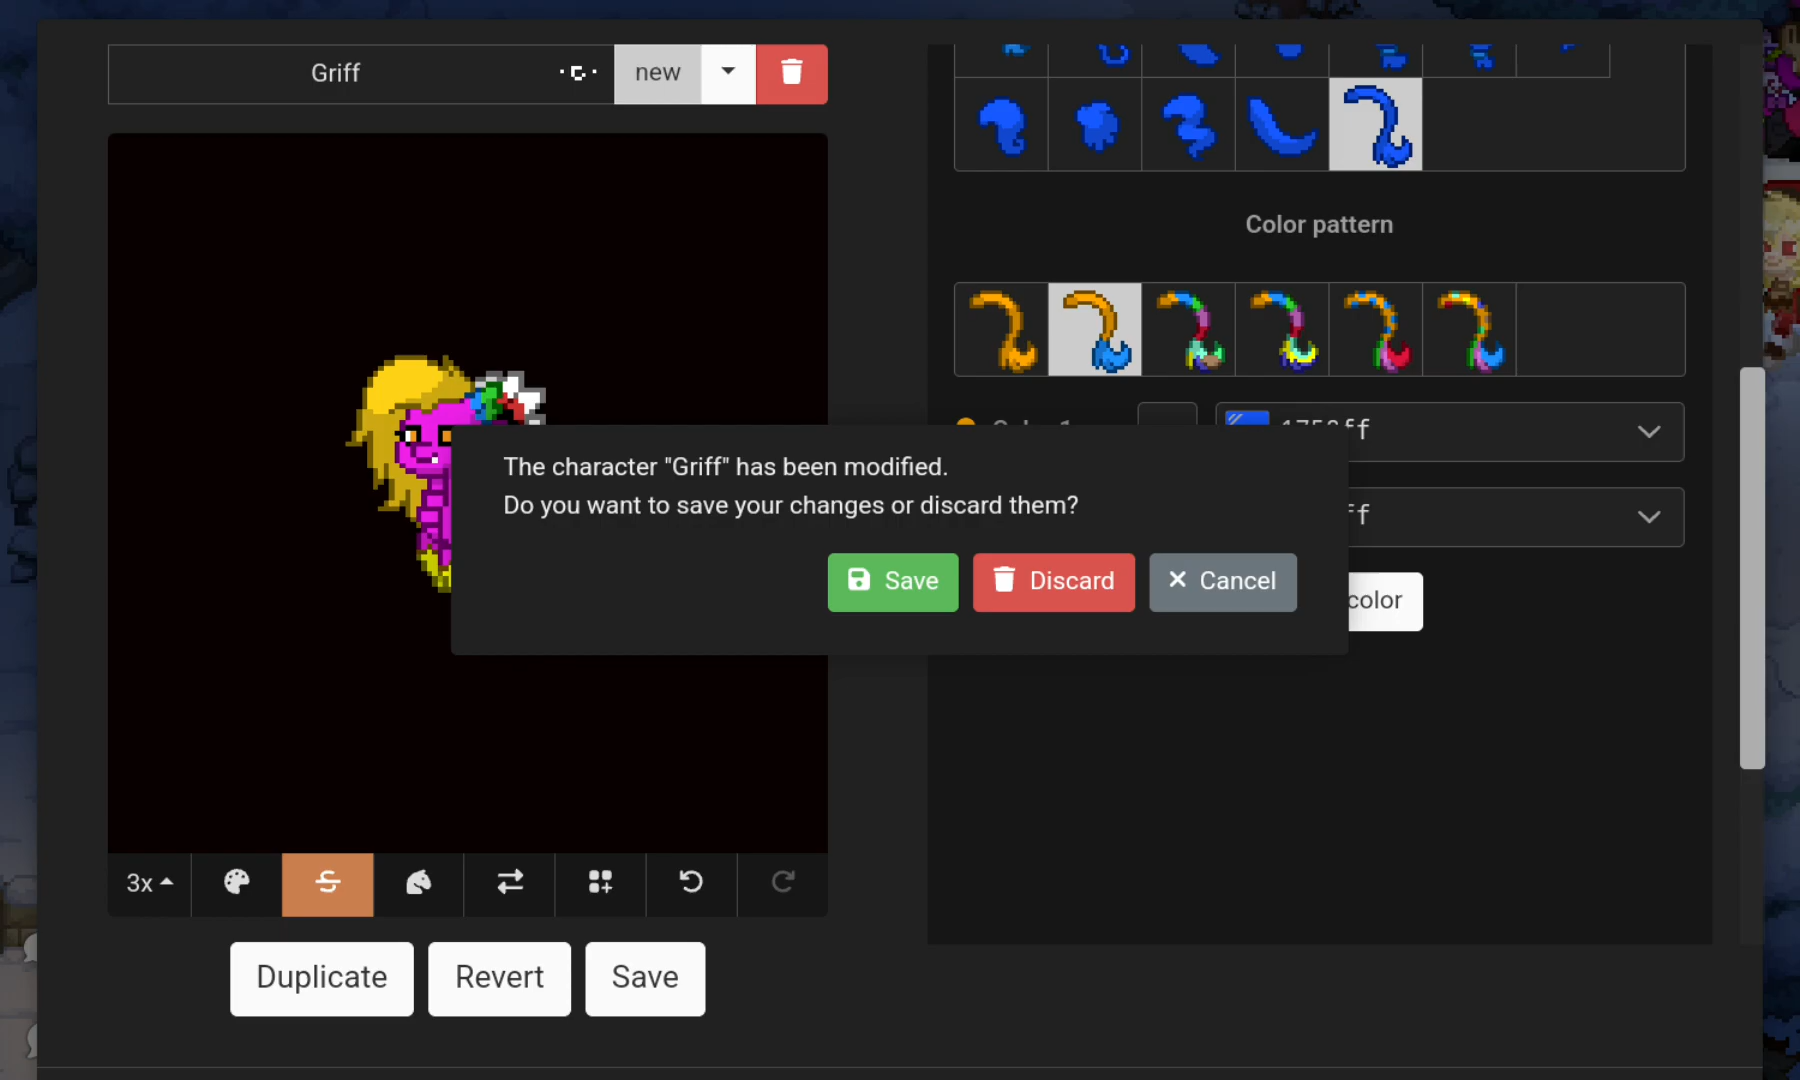 Griff
new
Color pattern
The character "Griff" has been modified.
Do you want to save your changes or discard them?
Save
Discard
Cancel
color
3x
Duplicate
Revert
Save